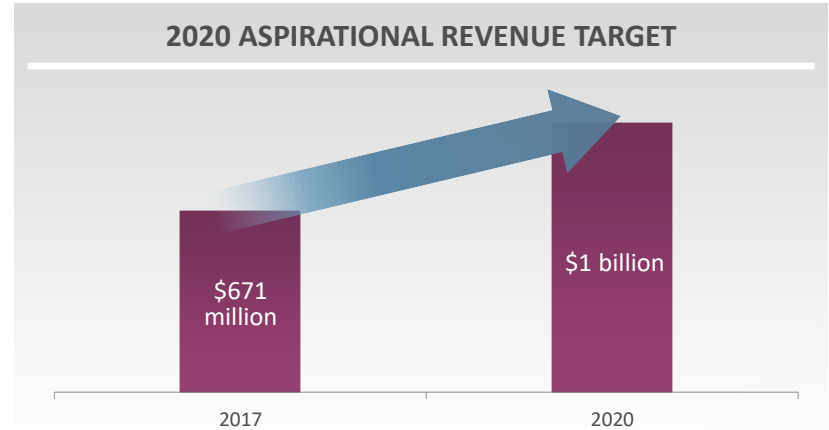 2020 ASPIRATIONAL REVENUE TARGET
$671
million
$1 billion
2017
2020